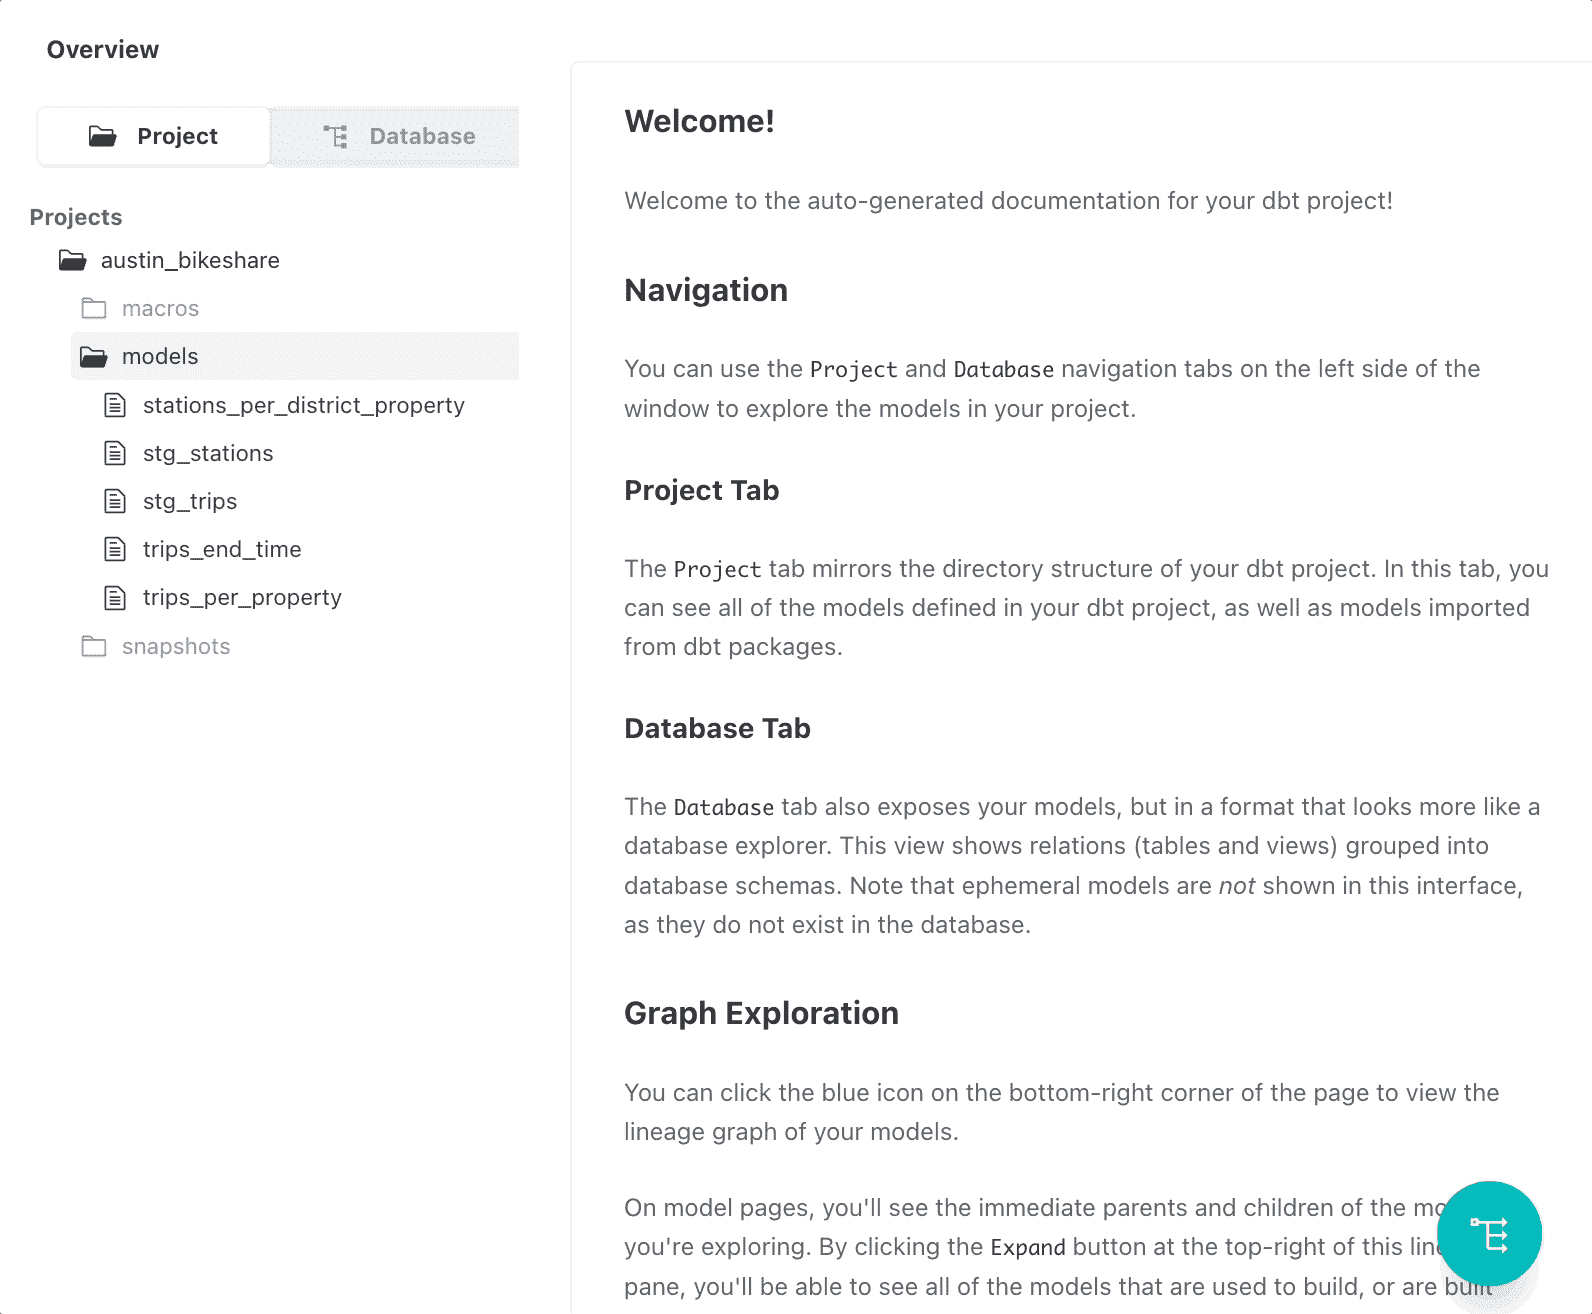 Overview
Project
Database
Projects
austin_bikeshare
macros
models
stations_per_district_property
stg_stations
stg_trips
trips_end_time
trips_per_property
snapshots
Welcome!
Welcome to the auto-generated documentation for your dbt project!
Navigation
You can use the Project and Database navigation tabs on the left side of the
window to explore the models in your project.
Project Tab
The Project tab mirrors the directory structure of your dbt project. In this tab, you
can see all of the models defined in your dbt project, as well as models imported
from dbt packages.
Database Tab
The Database tab also exposes your models, but in a format that looks more like a
database explorer. This view shows relations (tables and views) grouped into
database schemas. Note that ephemeral models are not shown in this interface,
as they do not exist in the database.
Graph Exploration
You can click the blue icon on the bottom-right corner of the page to view the
lineage graph of your models.
On model pages, you'll see the immediate parents and children of the
you're exploring. By clicking the Expand button at the top-right of this
pane, you'll be able to see all of the models that are used to build, or are built